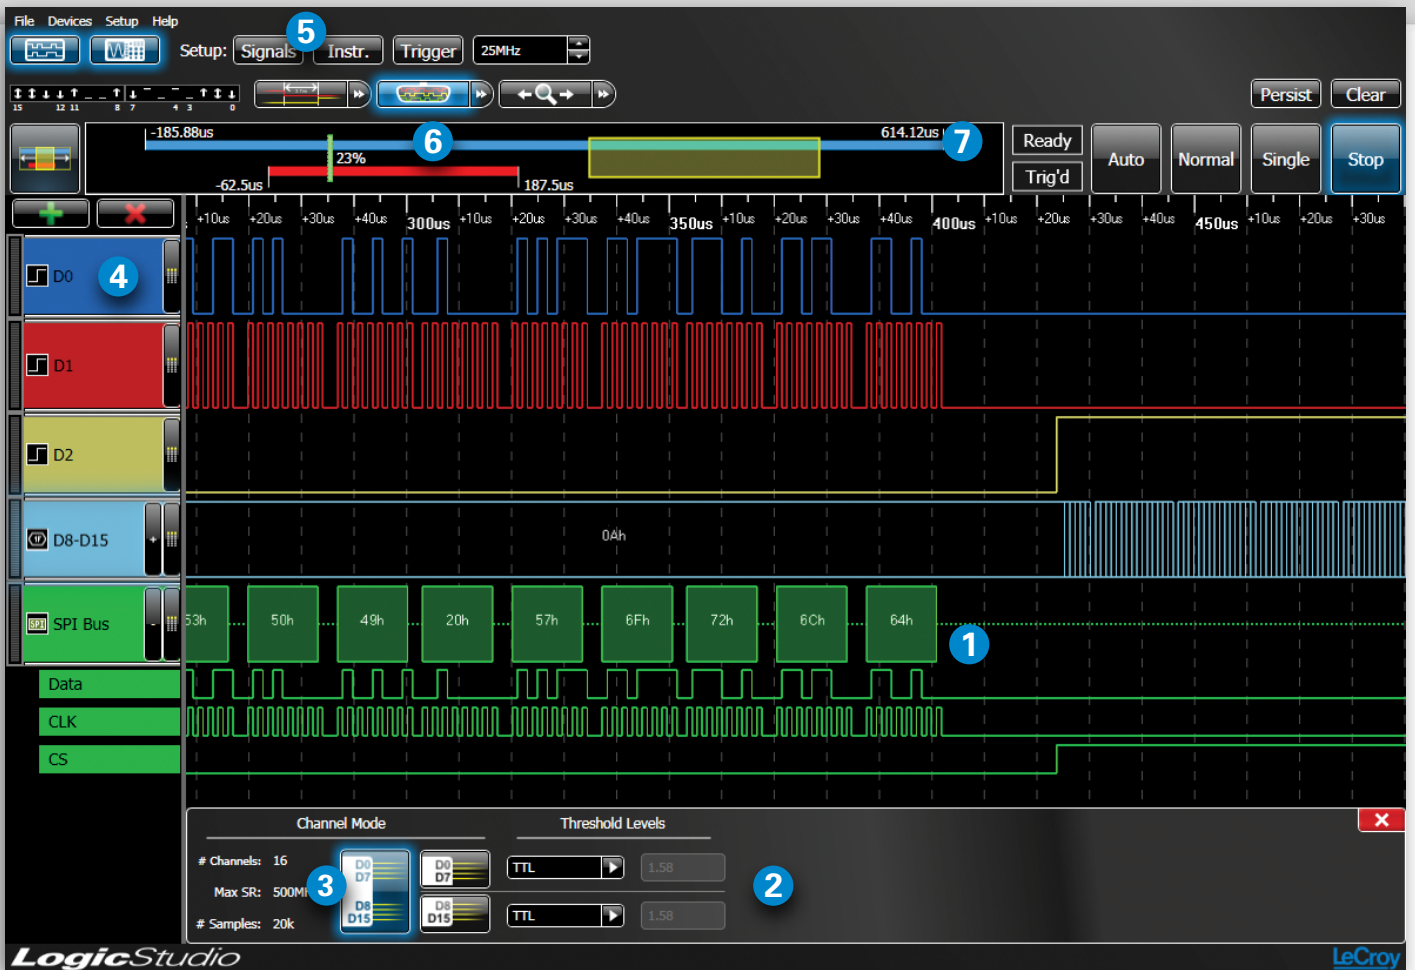 File Devices Setup Help
5
Setup: Signals Instr. Trigger 25MHz
15 12 11 8 7 4 3 0
Persist Clear
-185.88us 6 614.12us 7
23%
-62.5us 187.5us
Ready
Trig'd
Auto Normal Single Stop
+10us +20us +30us +40us 300us +10us +20us +30us +40us 350us +10us +20us +30us +40us 400us +10us +20us +30us +40us 450us +10us +20us +30us
D0 4
D1
D2
D8-D15 0Ah
SPI SPI Bus 53h 50h 49h 20h 57h 6Fh 72h 6Ch 64h
1
Data
CLK
CS
Channel Mode Threshold Levels
# Channels: 16
Max SR: 500M
# Samples: 20k
3
D0
D7
D8
D15
D0
D7
D8
D15
TTL 1.58
TTL 1.58
2
LogicStudio LeCroy